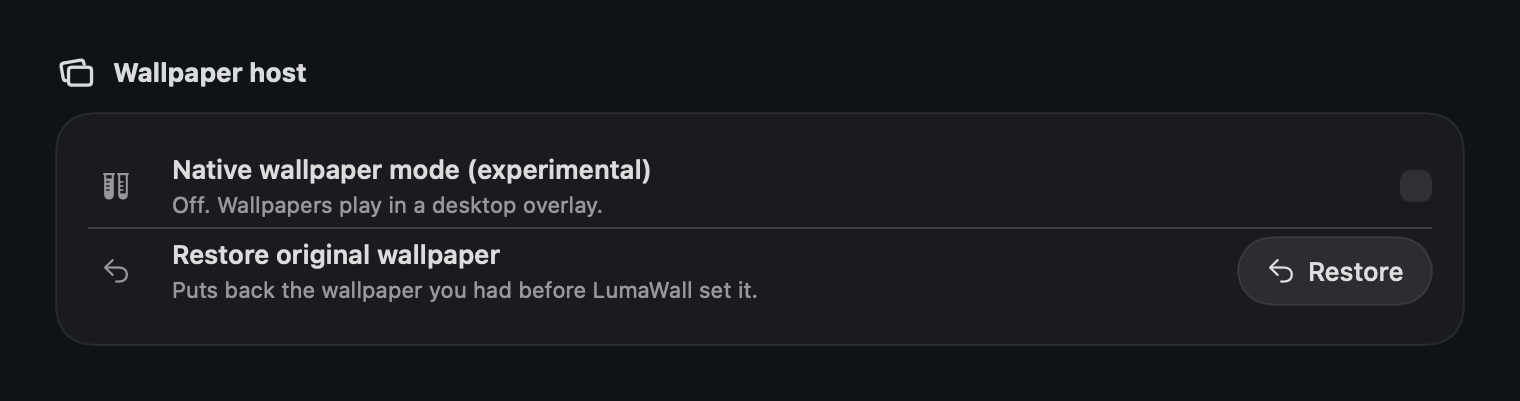 Wallpaper host
Native wallpaper mode (experimental)
Off. Wallpapers play in a desktop overlay.
Restore original wallpaper
Puts back the wallpaper you had before LumaWall set it.
Restore